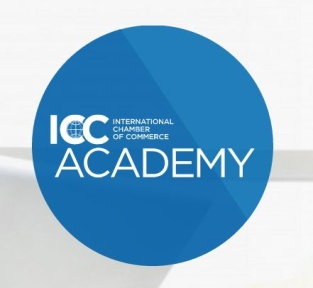 ICC INTERNATIONAL
CHAMBER
OF COMMERCE
ACADEMY